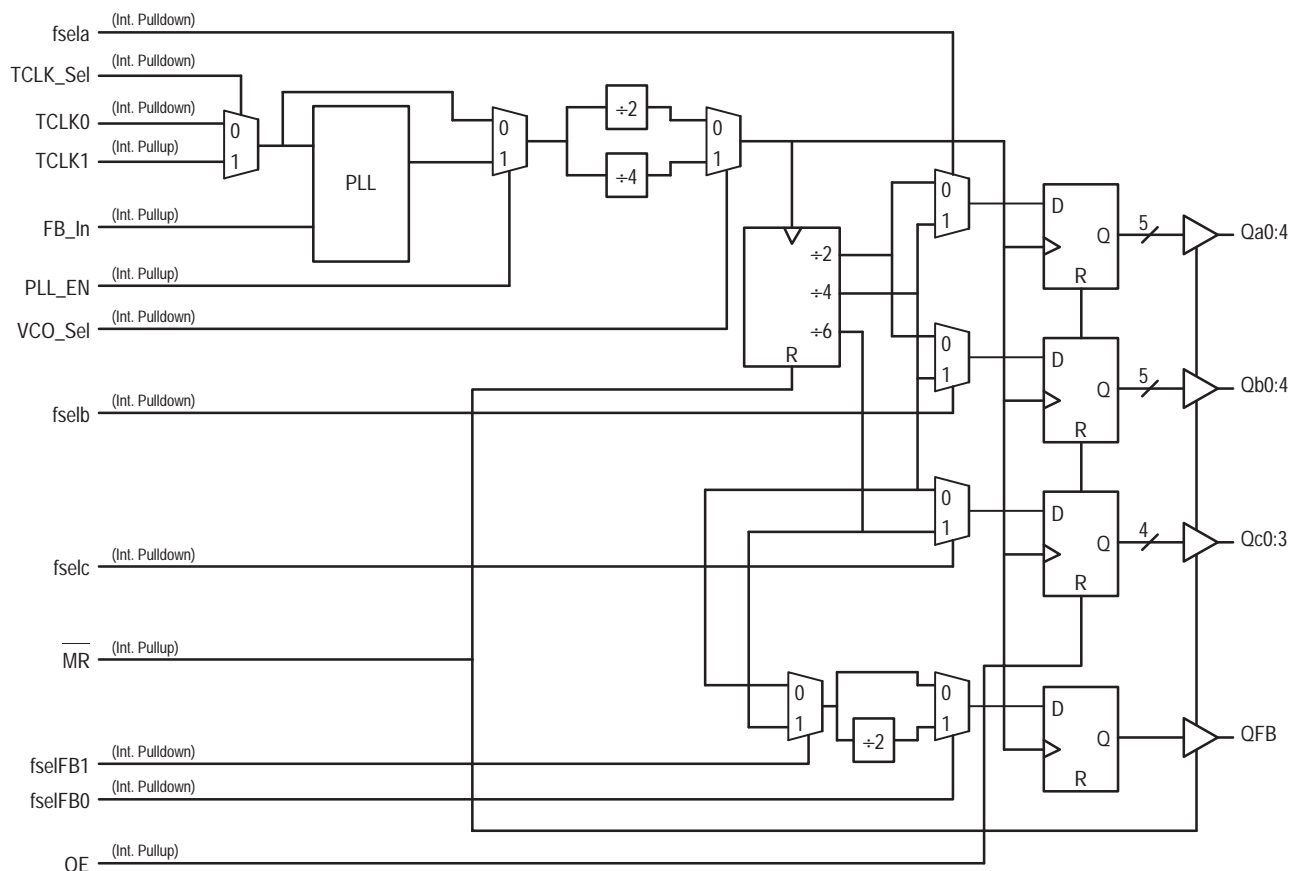 fsela (Int. Pulldown)
TCLK_Sel (Int. Pulldown)
TCLK0 (Int. Pulldown)
TCLK1 (Int. Pullup)
FB_In (Int. Pullup)
PLL_EN (Int. Pullup)
VCO_Sel (Int. Pulldown)
fselb (Int. Pulldown)
fselc (Int. Pulldown)
MR (Int. Pullup)
fselFB1 (Int. Pulldown)
fselFB0 (Int. Pulldown)
OE (Int. Pullup)
0
1
PLL
0
1
÷2
÷4
0
1
÷2
÷4
÷6
R
0
1
D
Q
R
5
Qa0:4
0
1
D
Q
R
5
Qb0:4
0
1
D
Q
R
4
Qc0:3
0
1
÷2
0
1
D
Q
R
QFB